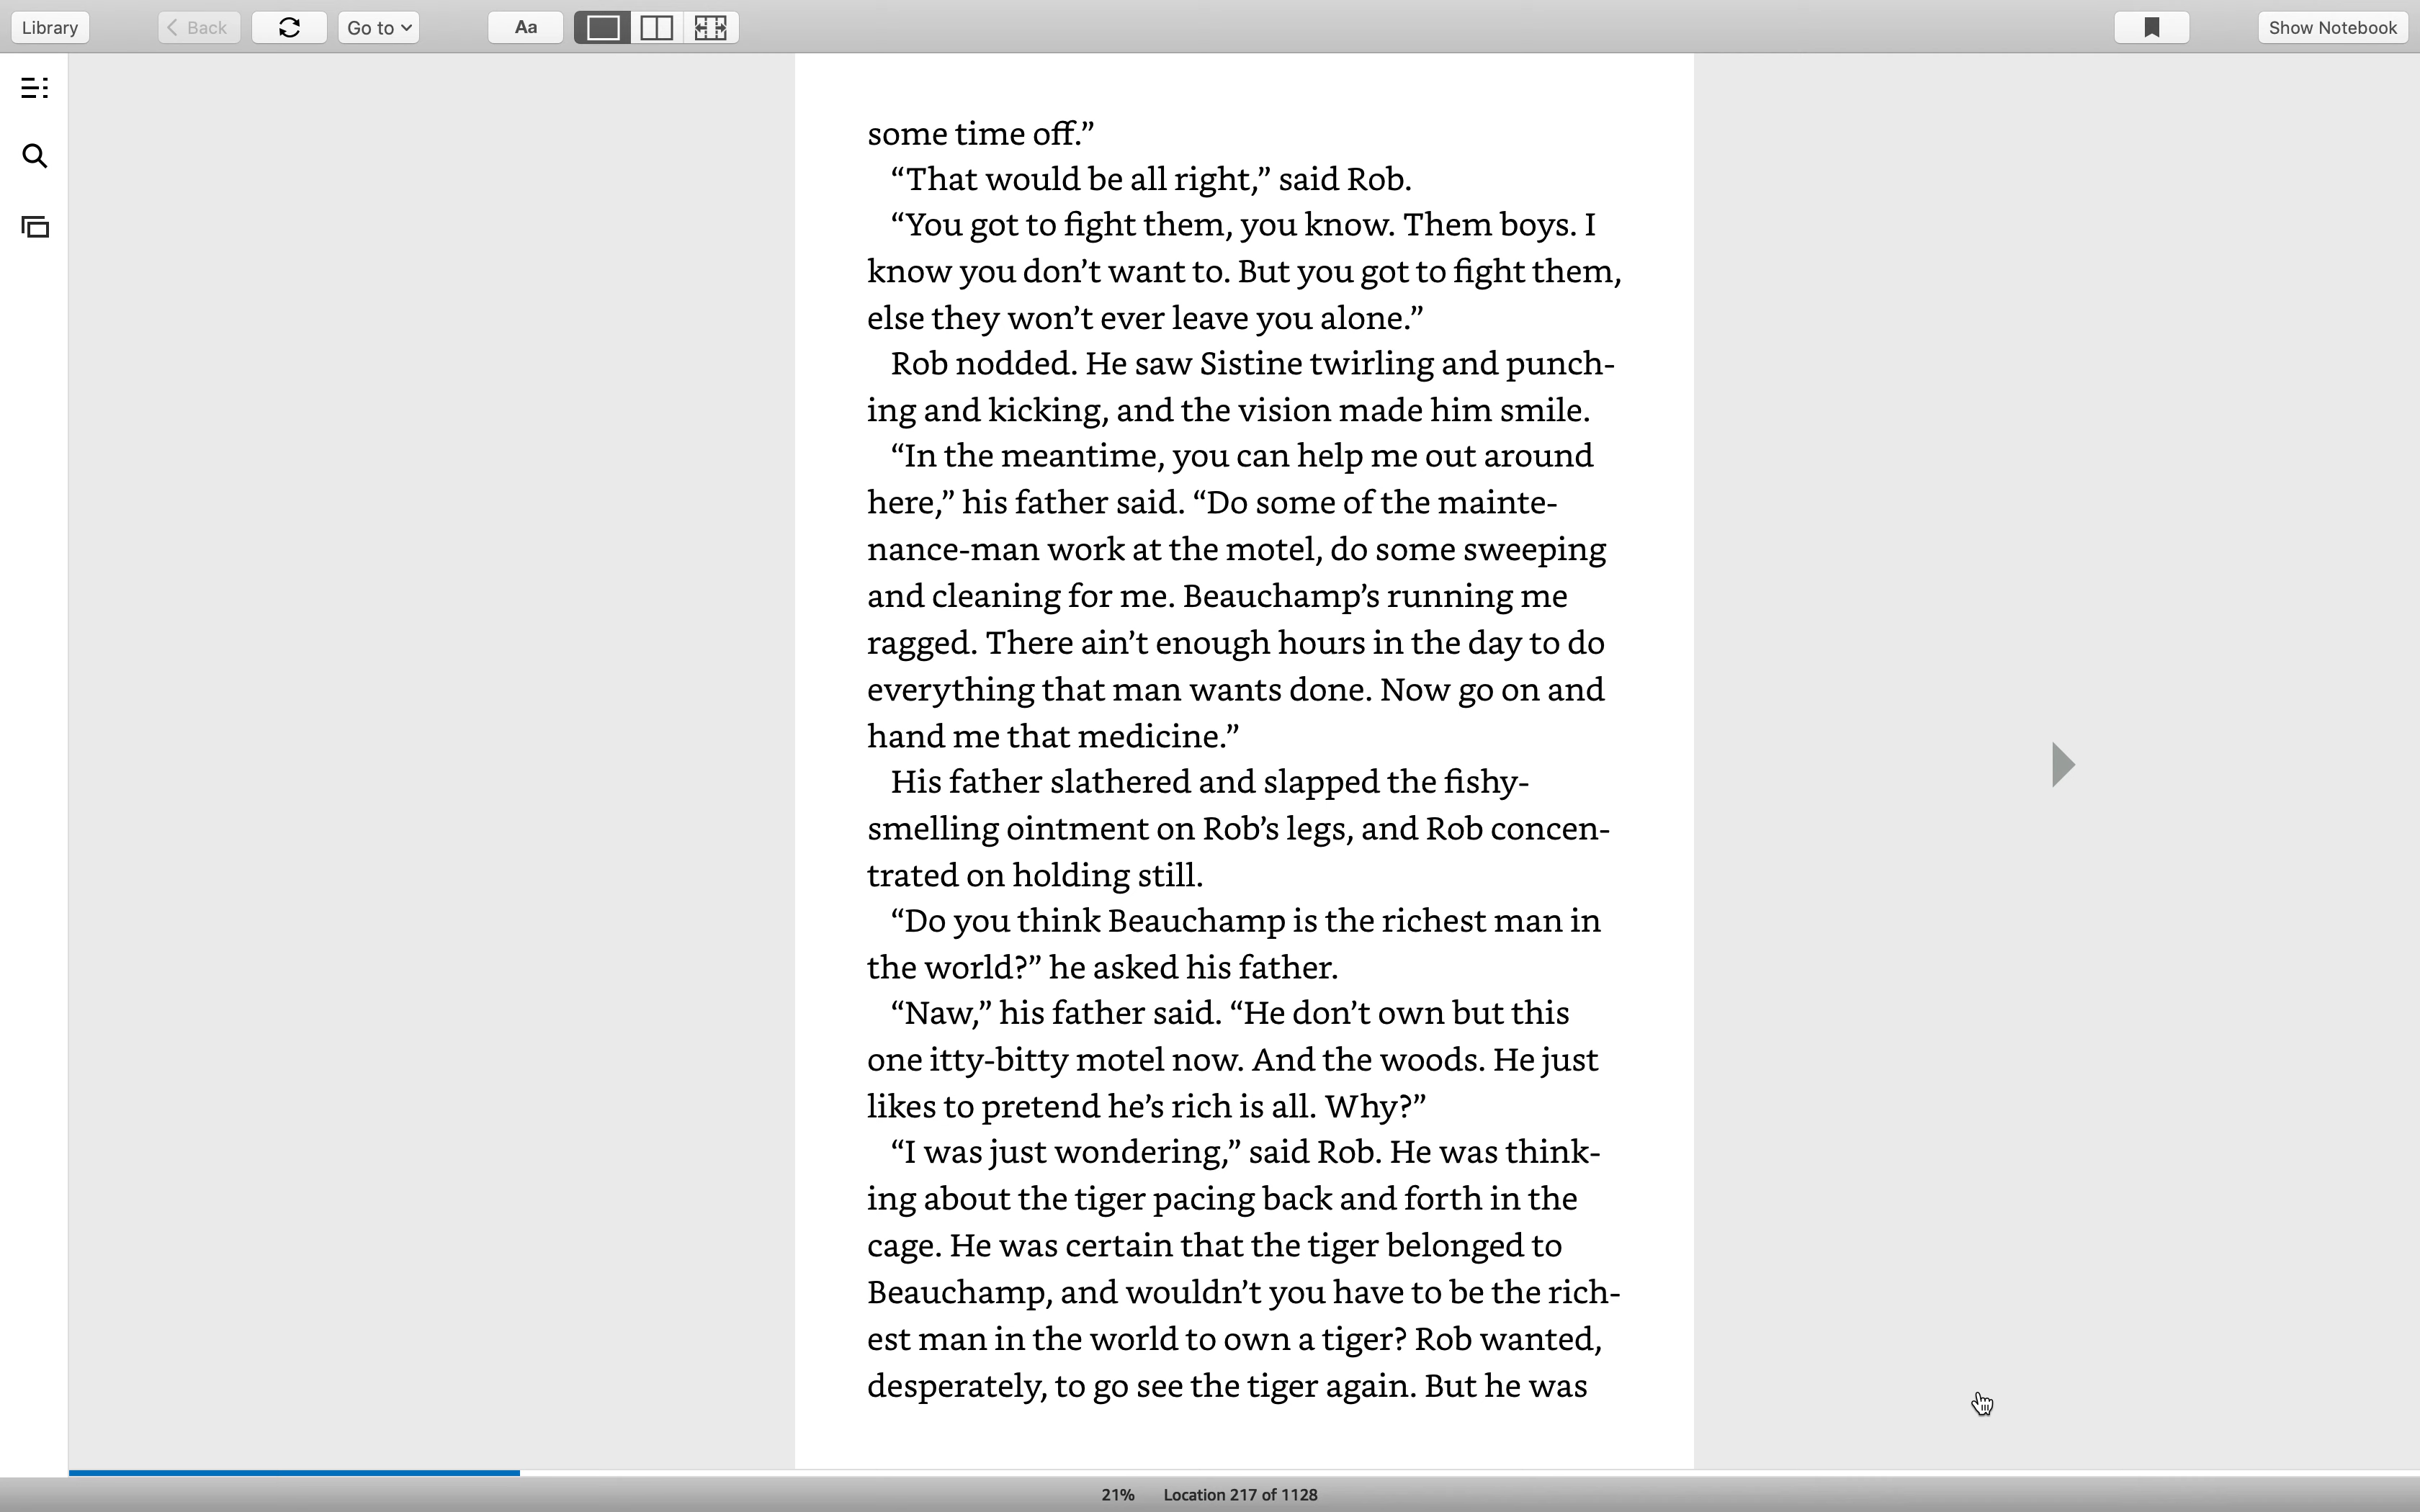 Library
Back
Go to
Aa
Show Notebook
some time off.”
“That would be all right,” said Rob.
“You got to fight them, you know. Them boys. I
know you don’t want to. But you got to fight them,
else they won’t ever leave you alone.”
Rob nodded. He saw Sistine twirling and punch-
ing and kicking, and the vision made him smile.
“In the meantime, you can help me out around
here,” his father said. “Do some of the mainte-
nance-man work at the motel, do some sweeping
and cleaning for me. Beauchamp’s running me
ragged. There ain’t enough hours in the day to do
everything that man wants done. Now go on and
hand me that medicine.”
His father slathered and slapped the fishy-
smelling ointment on Rob’s legs, and Rob concen-
trated on holding still.
“Do you think Beauchamp is the richest man in
the world?” he asked his father.
“Naw,” his father said. “He don’t own but this
one itty-bitty motel now. And the woods. He just
likes to pretend he’s rich is all. Why?”
“I was just wondering,” said Rob. He was think-
ing about the tiger pacing back and forth in the
cage. He was certain that the tiger belonged to
Beauchamp, and wouldn’t you have to be the rich-
est man in the world to own a tiger? Rob wanted,
desperately, to go see the tiger again. But he was
21% Location 217 of 1128